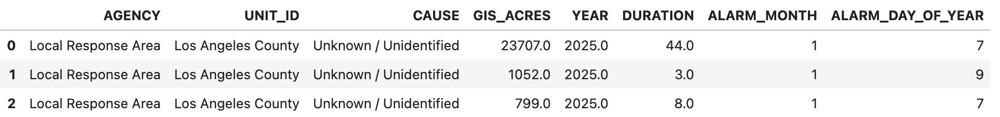 AGENCY UNIT_ID CAUSE GIS_ACRES YEAR DURATION ALARM_MONTH ALARM_DAY_OF_YEAR
0 Local Response Area Los Angeles County Unknown / Unidentified 23707.0 2025.0 44.0 1 7
1 Local Response Area Los Angeles County Unknown / Unidentified 1052.0 2025.0 3.0 1 9
2 Local Response Area Los Angeles County Unknown / Unidentified 799.0 2025.0 8.0 1 7